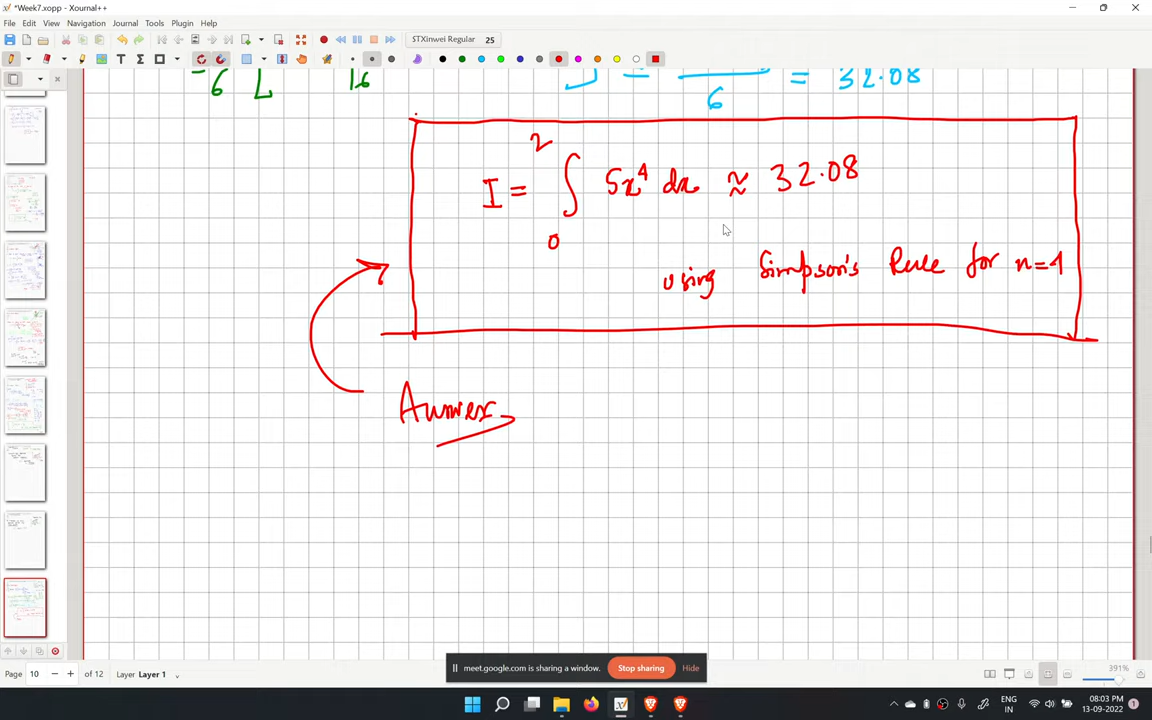 *Week7.xopp - Xournal++
File Edit View Navigation Journal Tools Plugin Help
STXinwei Regular 25
= 32.08
6 [ 16
6
I = ∫ 5x⁴ dx ≈ 32.08
2
0
using Simpson's Rule for n=4
Answer
meet.google.com is sharing a window. Stop sharing Hide
Page 10 of 12 Layer Layer 1
391%
ENG
IN
08:03 PM
13-09-2022
1